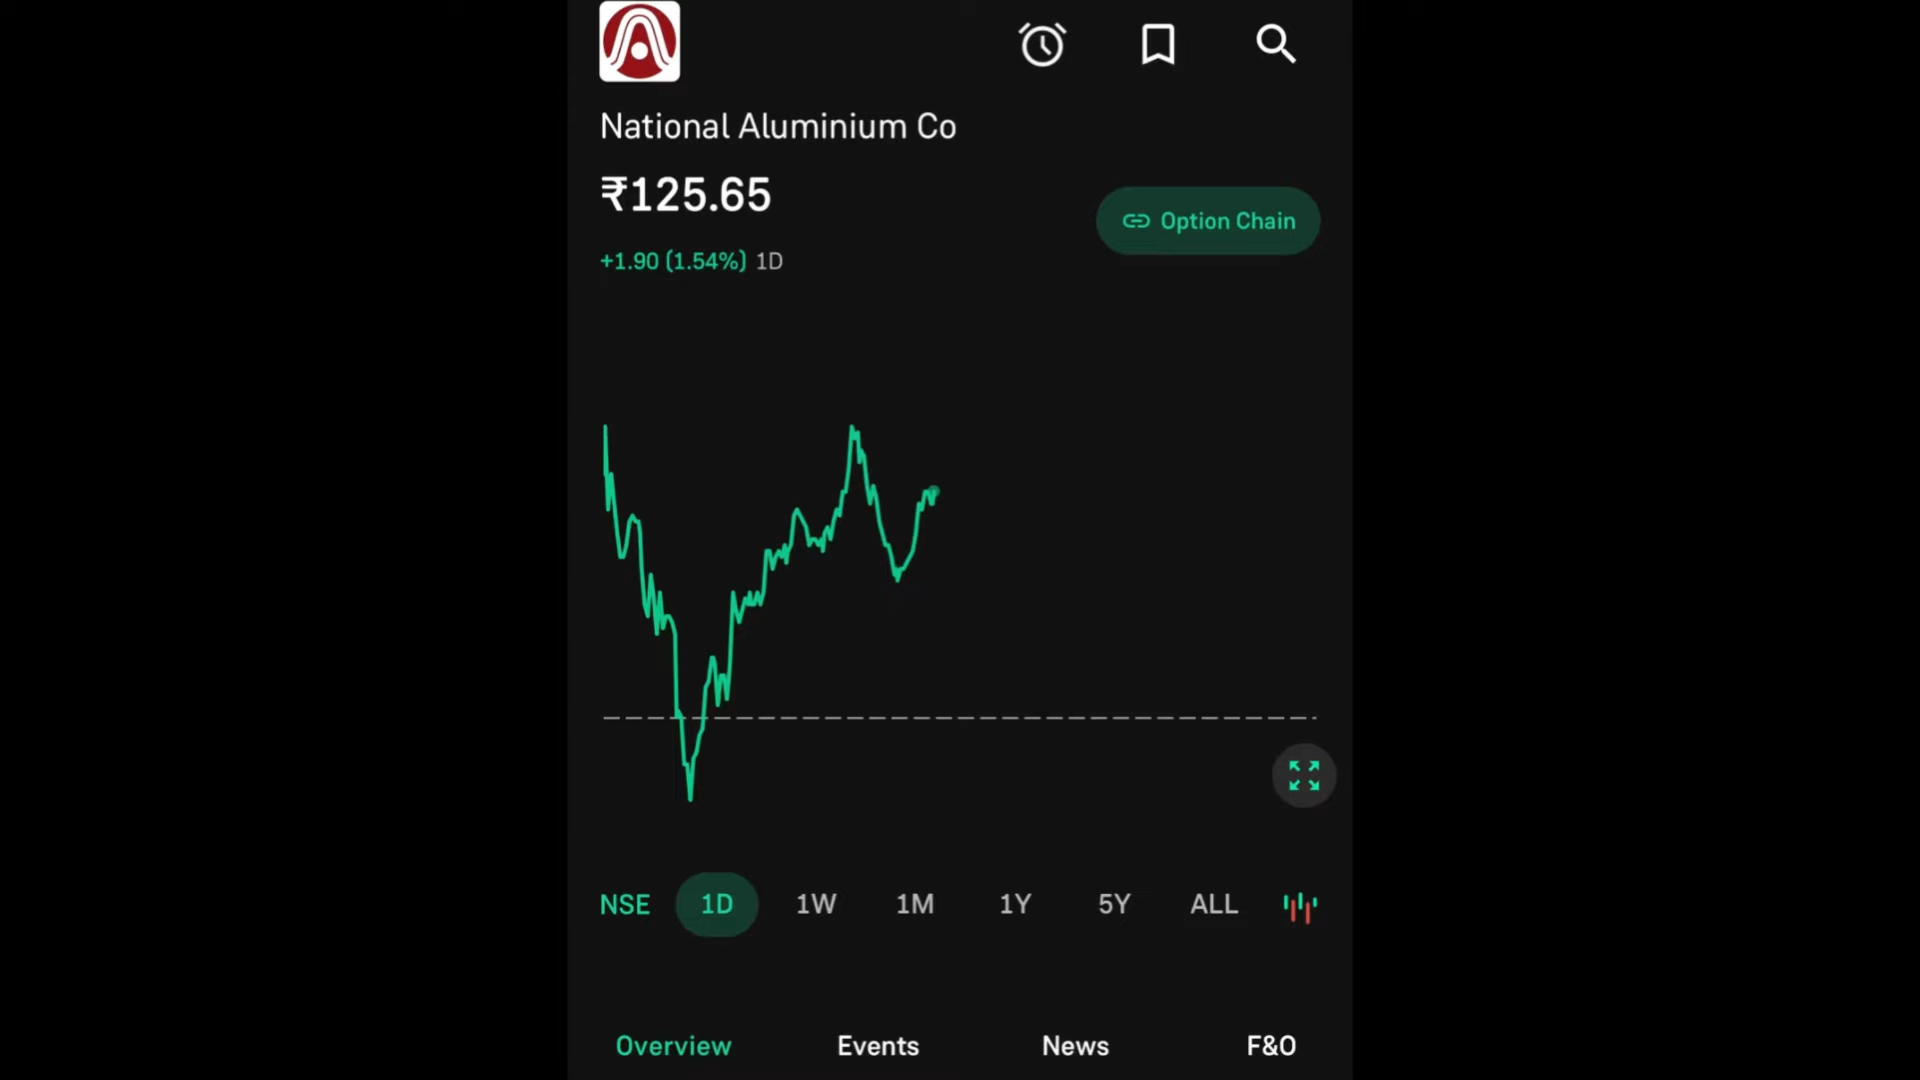 National Aluminium Co
₹125.65
Option Chain
+1.90 (1.54%) 1D
NSE 1D 1W 1M 1Y 5Y ALL
Overview Events News F&O